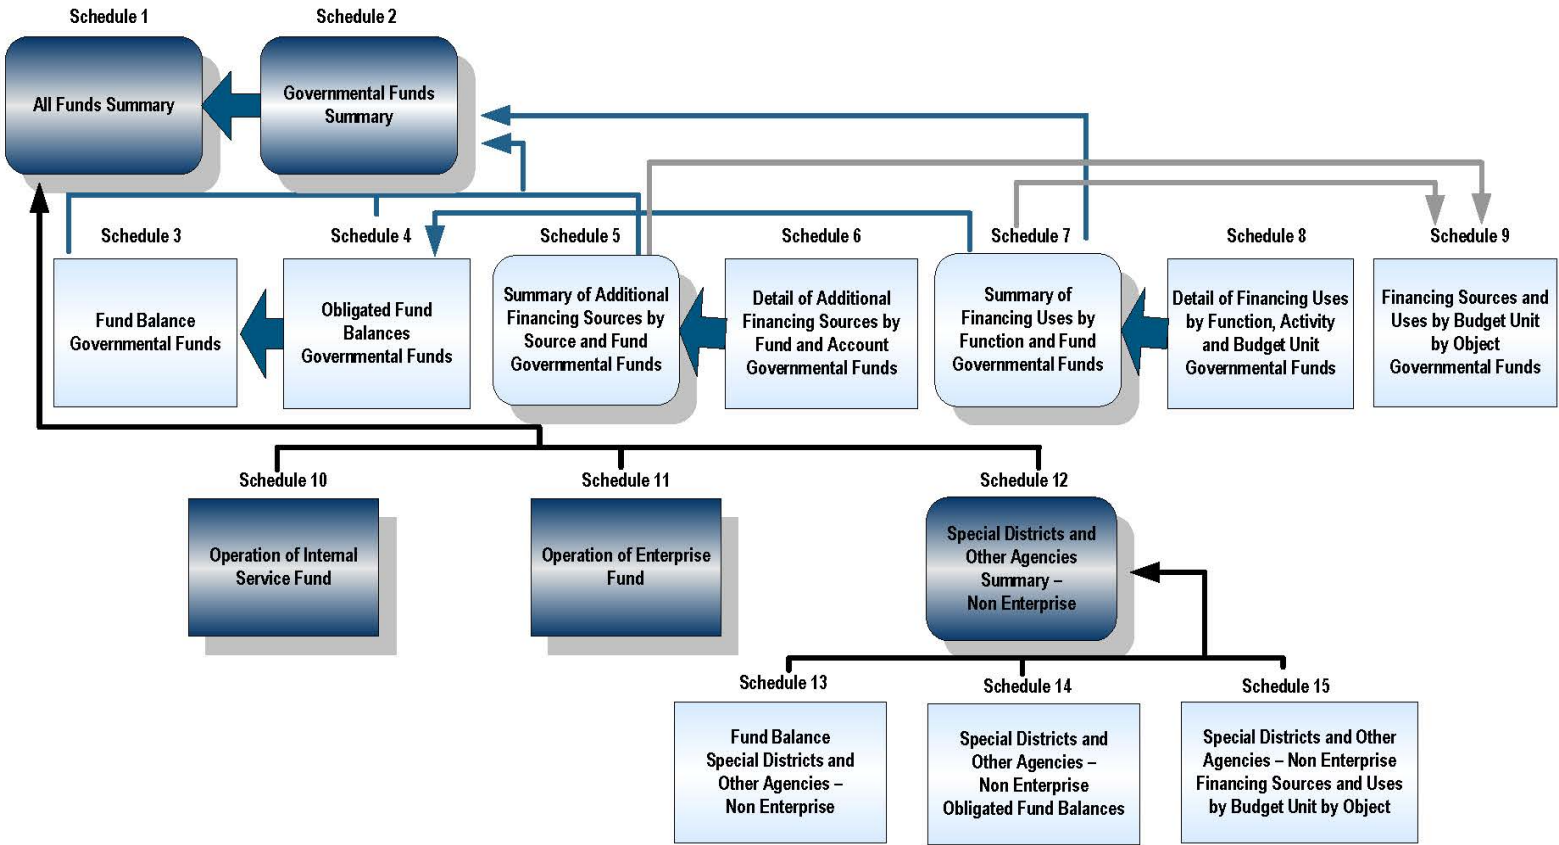 Schedule 1
Schedule 2
All Funds Summary
Governmental Funds
Summary
Schedule 3
Schedule 4
Schedule 5
Schedule 6
Schedule 7
Schedule 8
Schedule 9
Fund Balance
Governmental Funds
Obligated Fund
Balances
Governmental Funds
Summary of Additional
Financing Sources by
Source and Fund
Governmental Funds
Detail of Additional
Financing Sources by
Fund and Account
Governmental Funds
Summary of
Financing Uses by
Function and Fund
Governmental Funds
Detail of Financing Uses
by Function, Activity
and Budget Unit
Governmental Funds
Financing Sources and
Uses by Budget Unit
by Object
Governmental Funds
Schedule 10
Schedule 11
Schedule 12
Operation of Internal
Service Fund
Operation of Enterprise
Fund
Special Districts and
Other Agencies
Summary –
Non Enterprise
Schedule 13
Schedule 14
Schedule 15
Fund Balance
Special Districts and
Other Agencies –
Non Enterprise
Special Districts and
Other Agencies –
Non Enterprise
Obligated Fund Balances
Special Districts and Other
Agencies – Non Enterprise
Financing Sources and Uses
by Budget Unit by Object